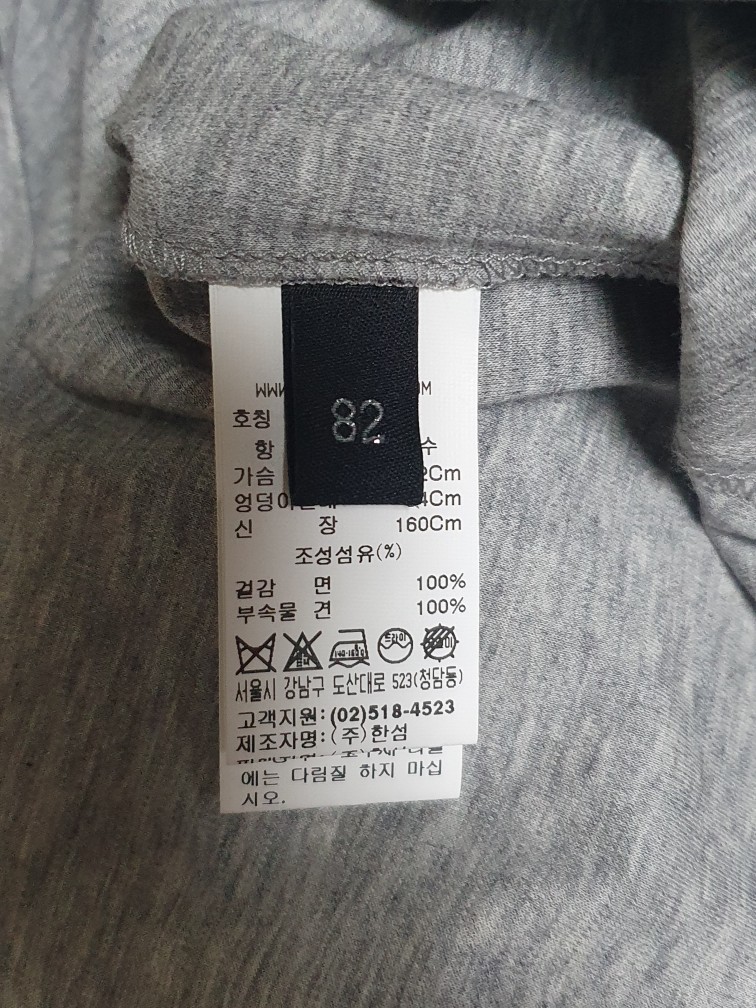 82
호칭
항 수
가슴 2Cm
엉덩이 4Cm
신 장 160Cm
조성섬유(%)
겉감 면 100%
부속물 견 100%
드라이
서울시 강남구 도산대로 523(청담동)
고객지원:(02)518-4523
제조자명:(주)한섬
에는 다림질 하지 마십
시오.